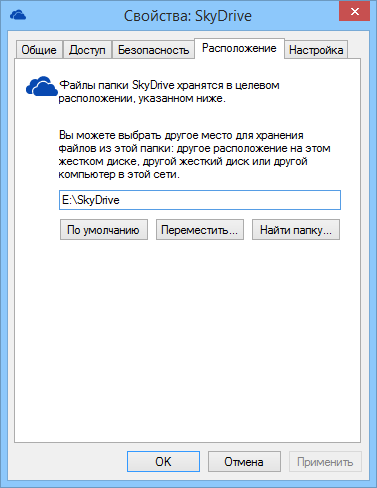 Свойства: SkyDrive
Общие Доступ Безопасность Расположение Настройка
Файлы папки SkyDrive хранятся в целевом
расположении, указанном ниже.
Вы можете выбрать другое место для хранения
файлов из этой папки: другое расположение на этом
жестком диске, другой жесткий диск или другой
компьютер в этой сети.
E:\SkyDrive
По умолчанию Переместить... Найти папку...
OK Отмена Применить